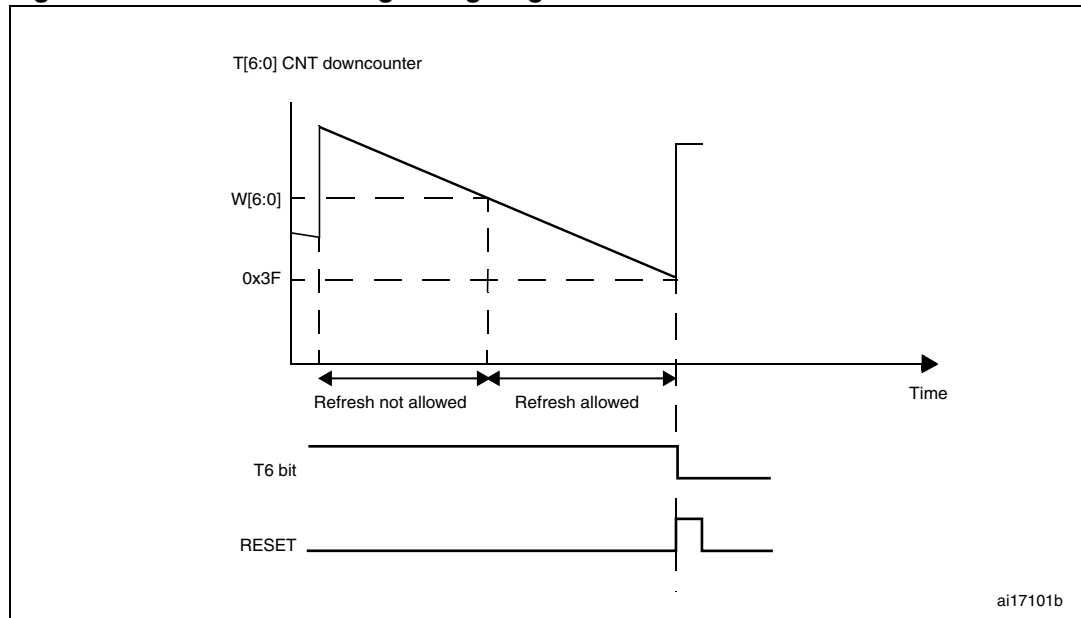 T[6:0] CNT downcounter
W[6:0]
0x3F
Time
Refresh not allowed
Refresh allowed
T6 bit
RESET
ai17101b